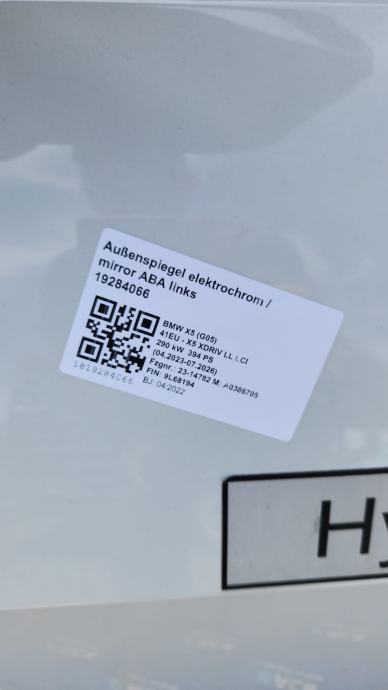 Außenspiegel elektrochrom /
mirror ABA links
19284066
BMW X5 (G05)
41EU - X5 XDRIV LL LCI
290 kW 394 PS
(04.2023-07.2026)
Fzgnr.: 23-14782 M: A0386705
FIN: 9L68194
BJ: 04/2022
1819284066
Hy